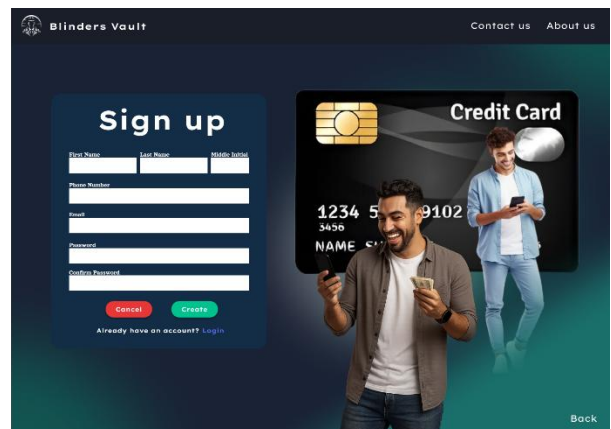 Blinders Vault
Contact us About us
Sign up
First Name Last Name Middle Initial
Phone Number
Email
Password
Confirm Password
Cancel Create
Already have an account? Login
Credit Card
1234 5 9102
3456
NAME
Back